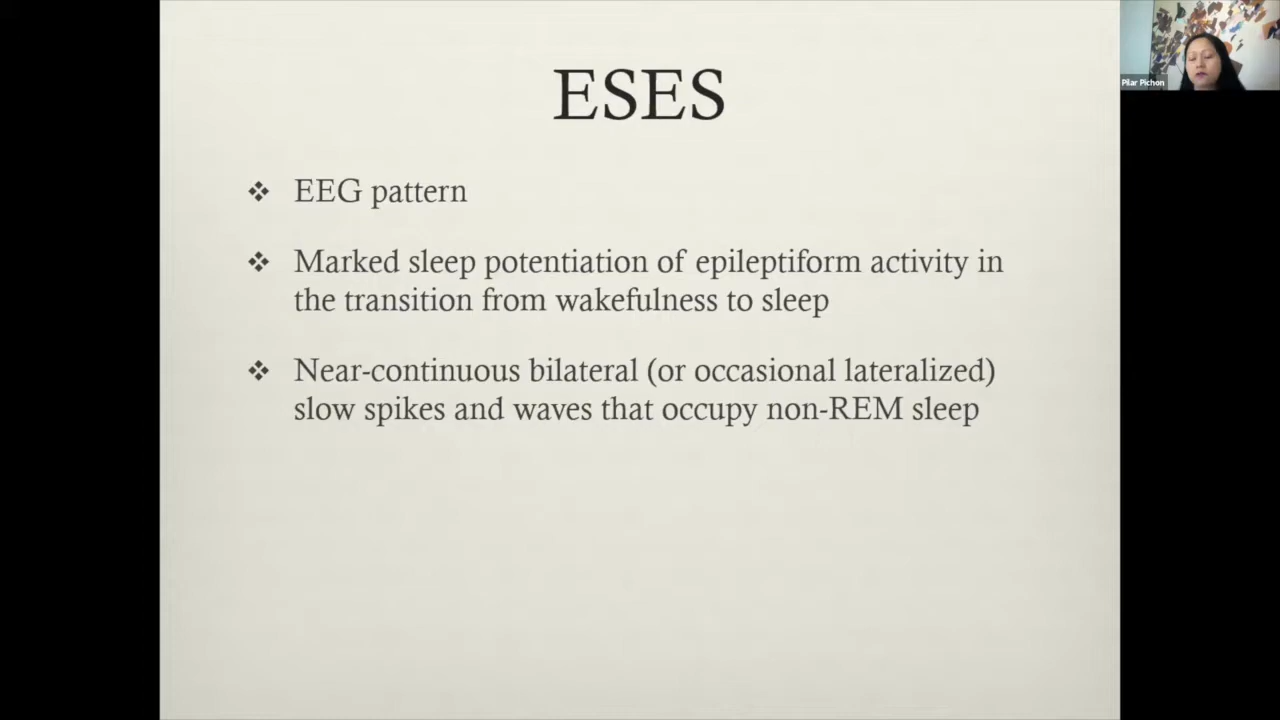 ESES
❖ EEG pattern
❖ Marked sleep potentiation of epileptiform activity in
the transition from wakefulness to sleep
❖ Near-continuous bilateral (or occasional lateralized)
slow spikes and waves that occupy non-REM sleep
Pilar Pichon